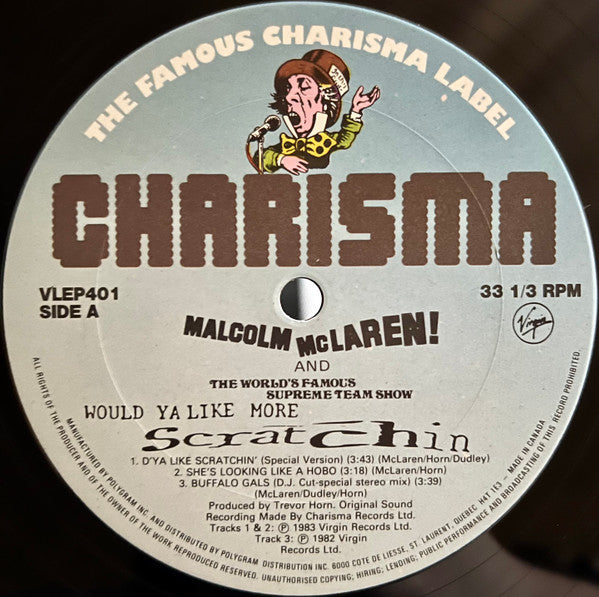 THE FAMOUS CHARISMA LABEL
CHARISMA
VLEP401
SIDE A
33 1/3 RPM
Virgin
MALCOLM McLAREN!
AND
THE WORLD'S FAMOUS
SUPREME TEAM SHOW
WOULD YA LIKE MORE
Scratchin
1. D'YA LIKE SCRATCHIN' (Special Version) (3:43) (McLaren/Horn/Dudley)
2. SHE'S LOOKING LIKE A HOBO (3:18) (McLaren/Horn)
3. BUFFALO GALS (D.J. Cut-special stereo mix) (3:39)
(McLaren/Dudley/Horn)
Produced by Trevor Horn. Original Sound
Recording Made By Charisma Records Ltd.
Tracks 1 & 2: ℗ 1983 Virgin Records Ltd.
Track 3: ℗ 1982 Virgin
Records Ltd.
MANUFACTURED BY POLYGRAM INC. AND DISTRIBUTED BY POLYGRAM DISTRIBUTION INC. 6000 COTE DE LIESSE, ST. LAURENT, QUEBEC, H4T 1E3 – MADE IN CANADA
ALL RIGHTS OF THE PRODUCER AND OF THE OWNER OF THE WORK REPRODUCED RESERVED. UNAUTHORISED COPYING; HIRING; LENDING; PUBLIC PERFORMANCE AND BROADCASTING OF THIS RECORD PROHIBITED.